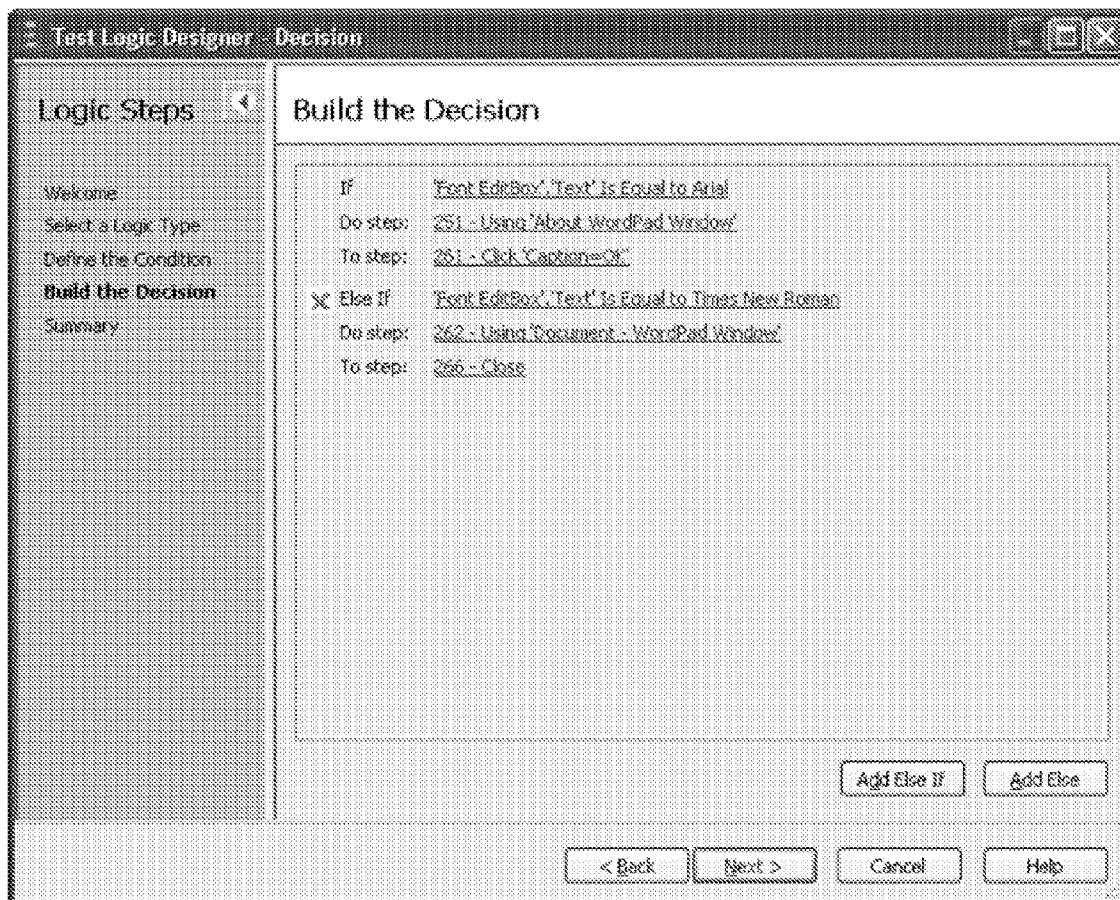 Test Logic Designer - Decision
Logic Steps
Welcome
Select a Logic Type
Define the Condition
Build the Decision
Summary
Build the Decision
If 'Font EditBox','Text' Is Equal to Arial
Do step: 251 - Using 'About WordPad Window'
To step: 261 - Click 'Caption=OK'
Else If 'Font EditBox','Text' Is Equal to Times New Roman
Do step: 262 - Using 'Document - WordPad Window'
To step: 266 - Close
Add Else If
Add Else
< Back
Next >
Cancel
Help